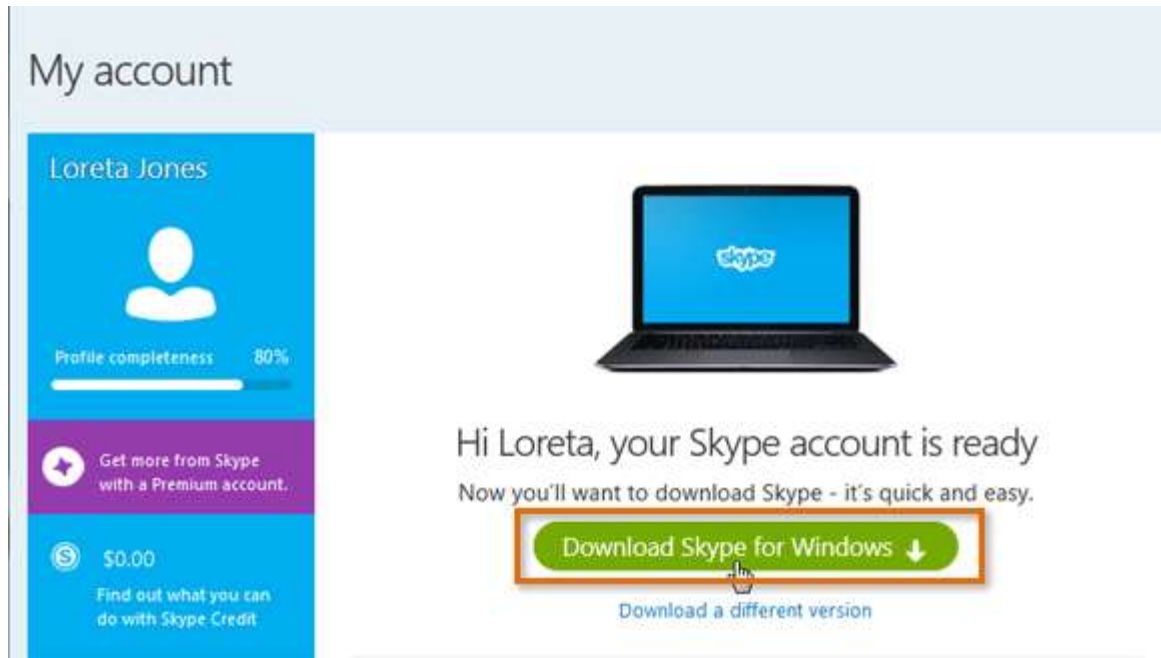 My account
Loreta Jones
Profile completeness 80%
Get more from Skype
with a Premium account.
$0.00
Find out what you can
do with Skype Credit
skype
Hi Loreta, your Skype account is ready
Now you'll want to download Skype - it's quick and easy.
Download Skype for Windows
Download a different version